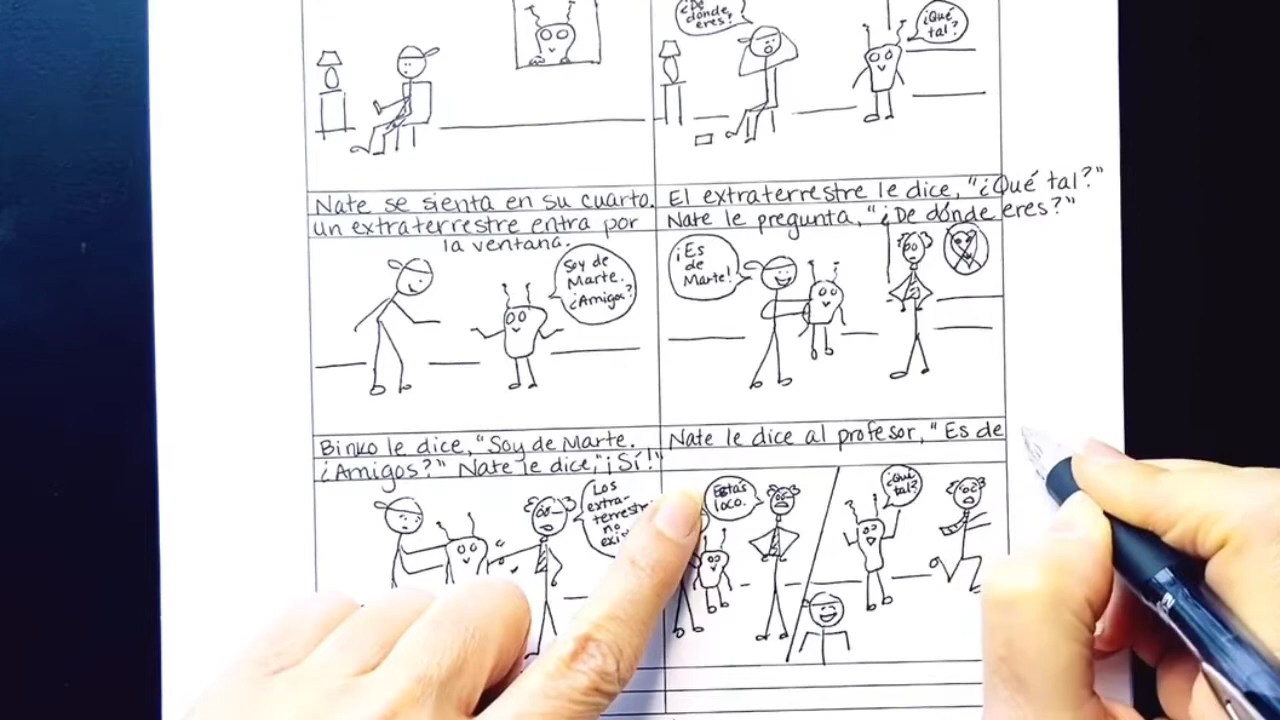 ¿De
dónde
eres?
¿Qué
tal?
Nate se sienta en su cuarto.
un extraterrestre entra por
la ventana.
El extraterrestre le dice, "¿Qué tal?"
Nate le pregunta, "¿De dónde eres?"
Soy de
Marte.
¿Amigos?
¡Es
de
Marte!
Binko le dice, "Soy de Marte.
¿Amigos?" Nate le dice, "¡Sí!"
Nate le dice al profesor, "Es de
Los
extra-
terrestr
no
exi
Estás
loco.
¿Qué
tal?